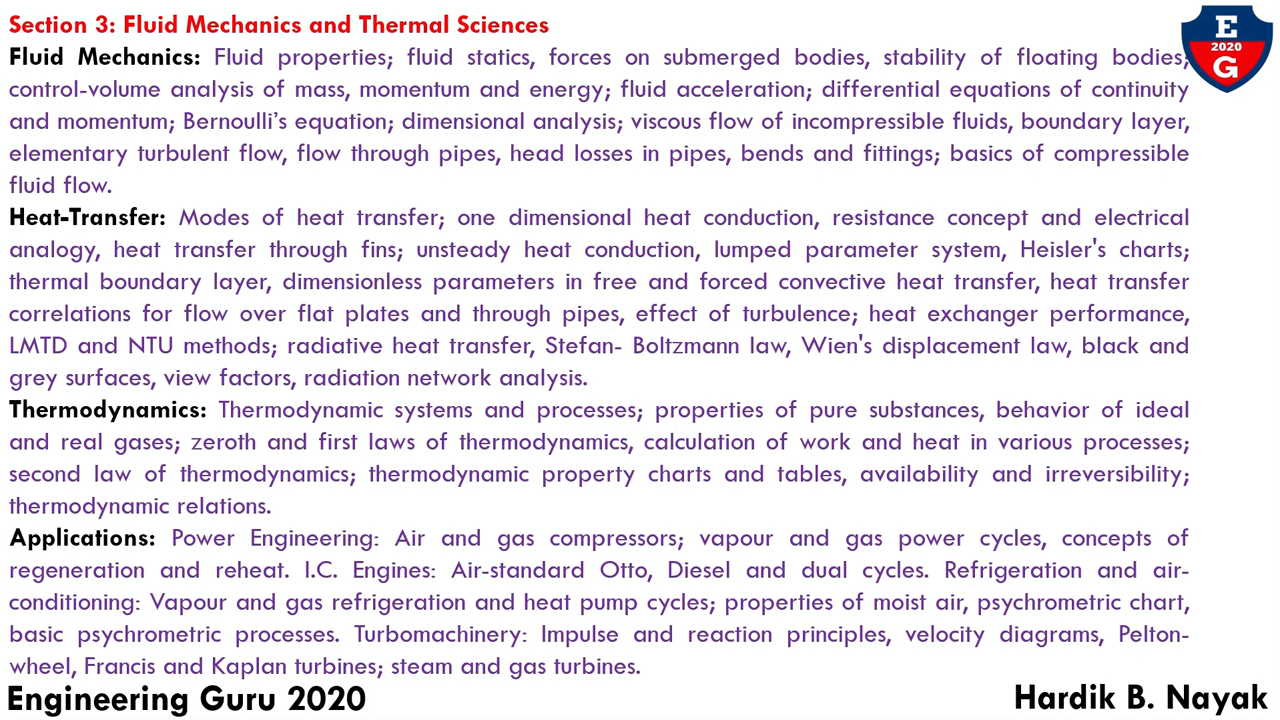 Section 3: Fluid Mechanics and Thermal Sciences
E
2020
G
Fluid Mechanics: Fluid properties; fluid statics, forces on submerged bodies, stability of floating bodies;
control-volume analysis of mass, momentum and energy; fluid acceleration; differential equations of continuity
and momentum; Bernoulli's equation; dimensional analysis; viscous flow of incompressible fluids, boundary layer,
elementary turbulent flow, flow through pipes, head losses in pipes, bends and fittings; basics of compressible
fluid flow.
Heat-Transfer: Modes of heat transfer; one dimensional heat conduction, resistance concept and electrical
analogy, heat transfer through fins; unsteady heat conduction, lumped parameter system, Heisler's charts;
thermal boundary layer, dimensionless parameters in free and forced convective heat transfer, heat transfer
correlations for flow over flat plates and through pipes, effect of turbulence; heat exchanger performance,
LMTD and NTU methods; radiative heat transfer, Stefan- Boltzmann law, Wien's displacement law, black and
grey surfaces, view factors, radiation network analysis.
Thermodynamics: Thermodynamic systems and processes; properties of pure substances, behavior of ideal
and real gases; zeroth and first laws of thermodynamics, calculation of work and heat in various processes;
second law of thermodynamics; thermodynamic property charts and tables, availability and irreversibility;
thermodynamic relations.
Applications: Power Engineering: Air and gas compressors; vapour and gas power cycles, concepts of
regeneration and reheat. I.C. Engines: Air-standard Otto, Diesel and dual cycles. Refrigeration and air-
conditioning: Vapour and gas refrigeration and heat pump cycles; properties of moist air, psychrometric chart,
basic psychrometric processes. Turbomachinery: Impulse and reaction principles, velocity diagrams, Pelton-
wheel, Francis and Kaplan turbines; steam and gas turbines.
Engineering Guru 2020
Hardik B. Nayak